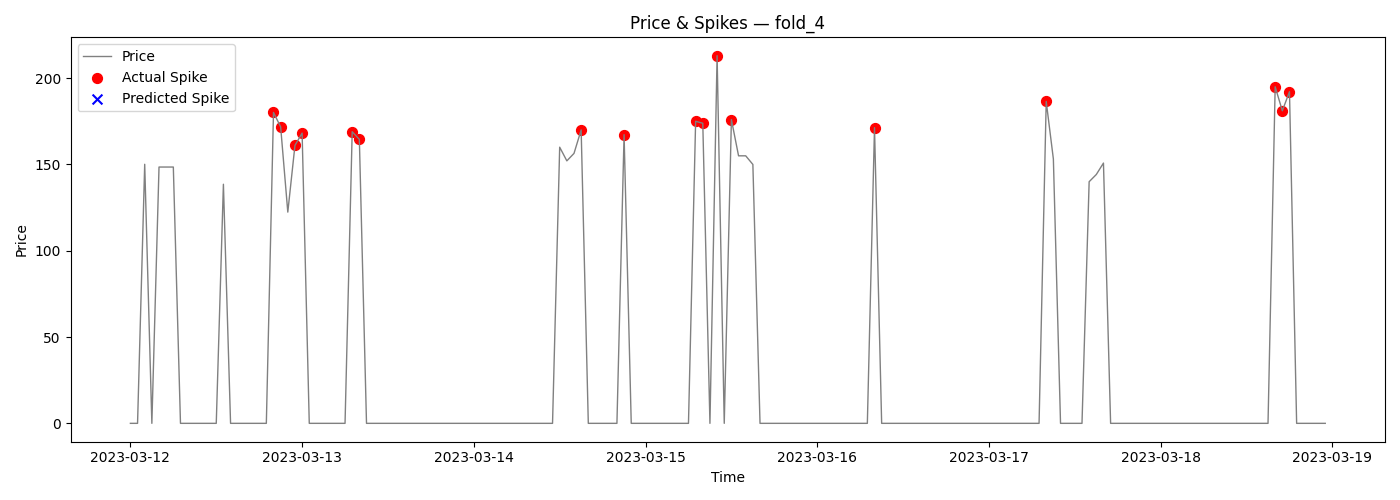 Price & Spikes — fold_4
Price
Actual Spike
Predicted Spike
200
150
100
50
0
Price
2023-03-12
2023-03-13
2023-03-14
2023-03-15
2023-03-16
2023-03-17
2023-03-18
2023-03-19
Time